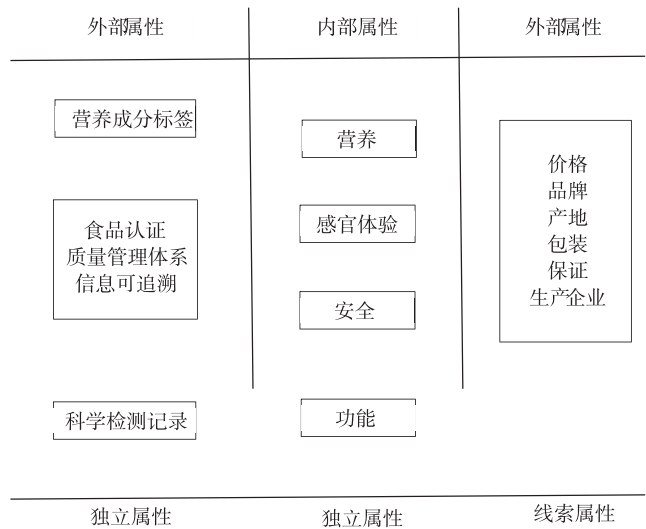 外部属性
内部属性
外部属性
营养成分标签
食品认证
质量管理体系
信息可追溯
科学检测记录
营养
感官体验
安全
功能
价格
品牌
产地
包装
保证
生产企业
独立属性
独立属性
线索属性